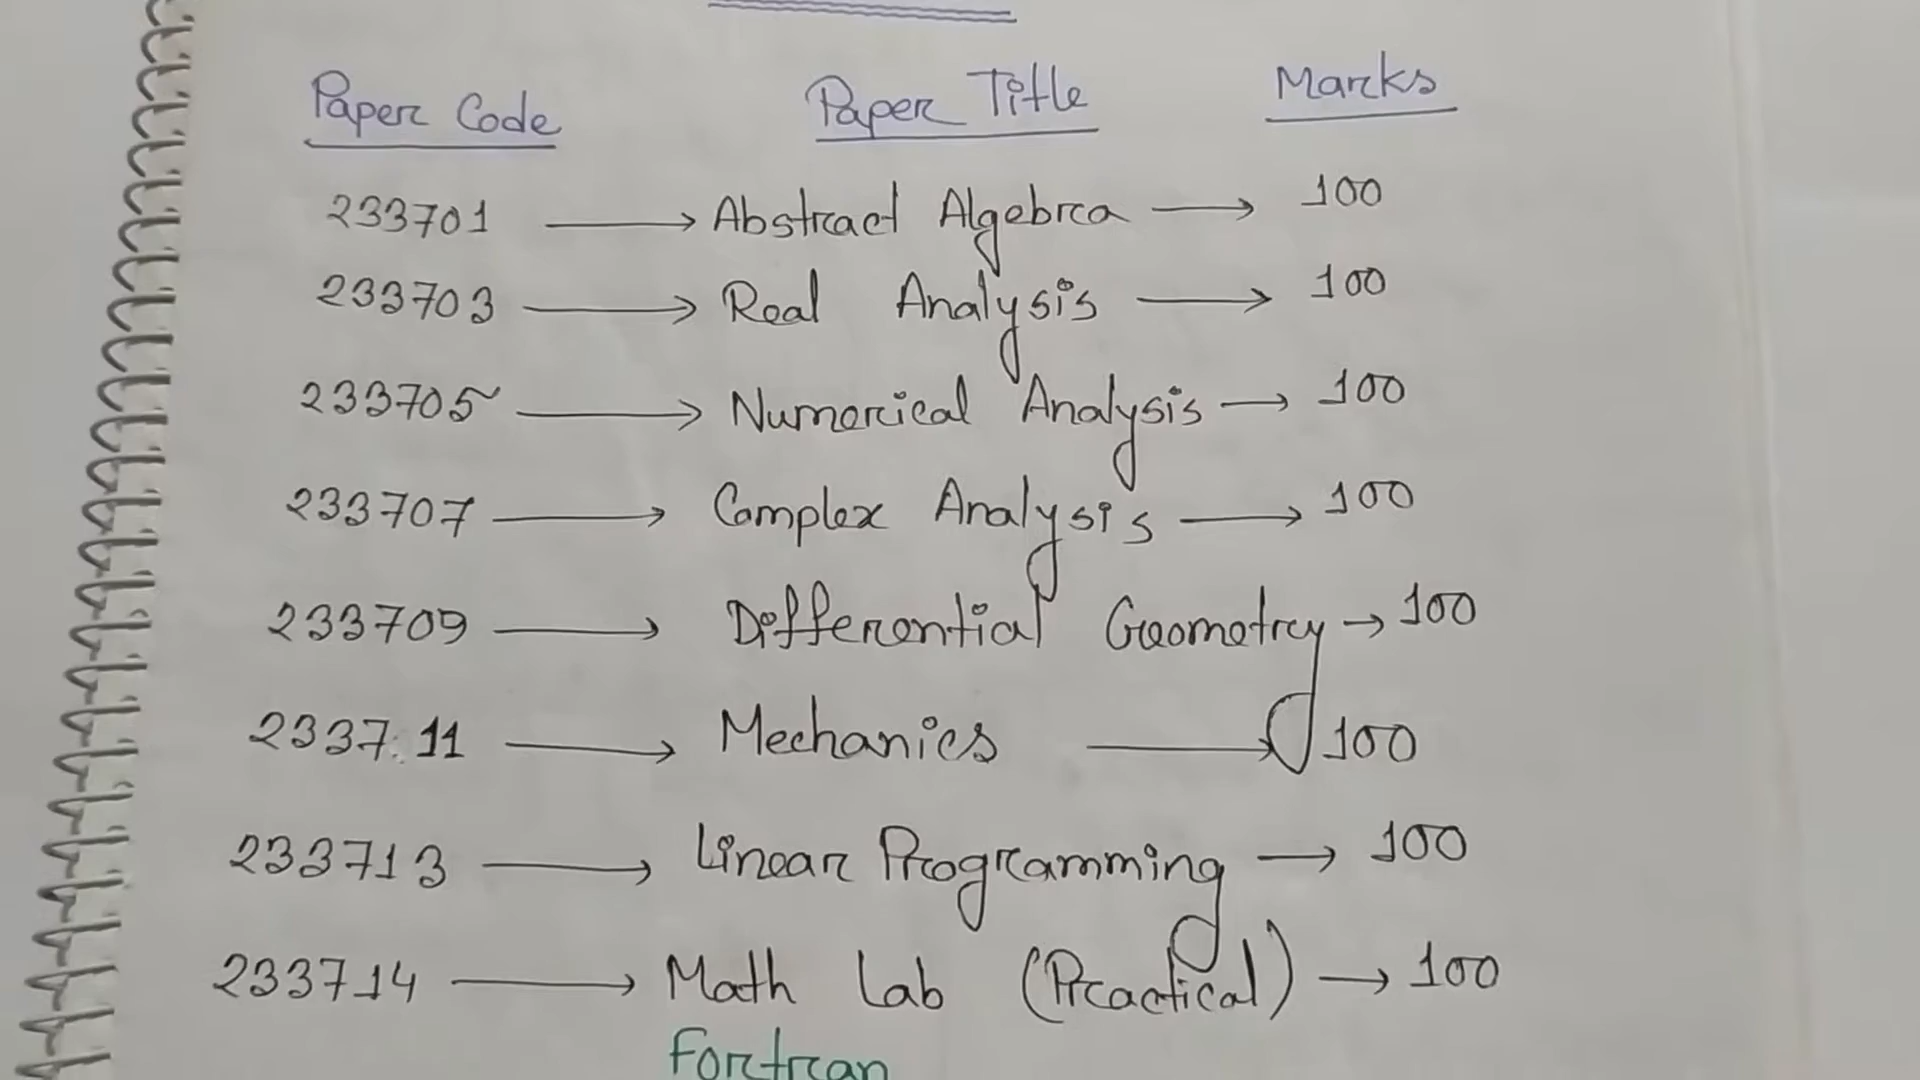 Paper Code Paper Title Marks
233701 → Abstract Algebra → 100
233703 → Real Analysis → 100
233705 → Numerical Analysis → 100
233707 → Complex Analysis → 100
233709 → Differential Geometry → 100
233711 → Mechanics → 100
233713 → Linear Programming → 100
233714 → Math Lab (Practical) → 100
Fortran